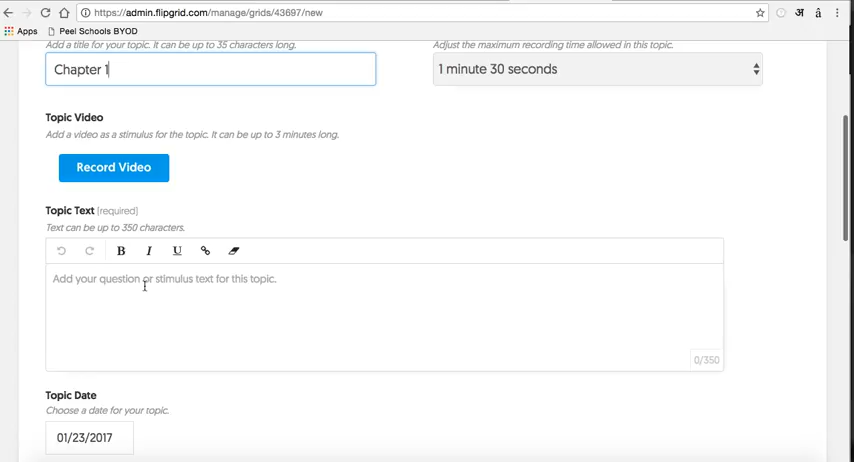 https://admin.flipgrid.com/manage/grids/43697/new
अ
â
Apps
Peel Schools BYOD
Add a title for your topic. It can be up to 35 characters long.
Adjust the maximum recording time allowed in this topic.
Chapter 1
1 minute 30 seconds
Topic Video
Add a video as a stimulus for the topic. It can be up to 3 minutes long.
Record Video
Topic Text (required)
Text can be up to 350 characters.
B I U
Add your question or stimulus text for this topic.
0/350
Topic Date
Choose a date for your topic.
01/23/2017